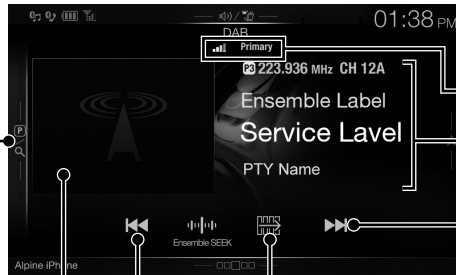 01:38 PM
DAB
Primary
P3 223.936 MHz CH 12A
Ensemble Label
Service Lavel
P
PTY Name
Ensemble SEEK
Alpine iPhone